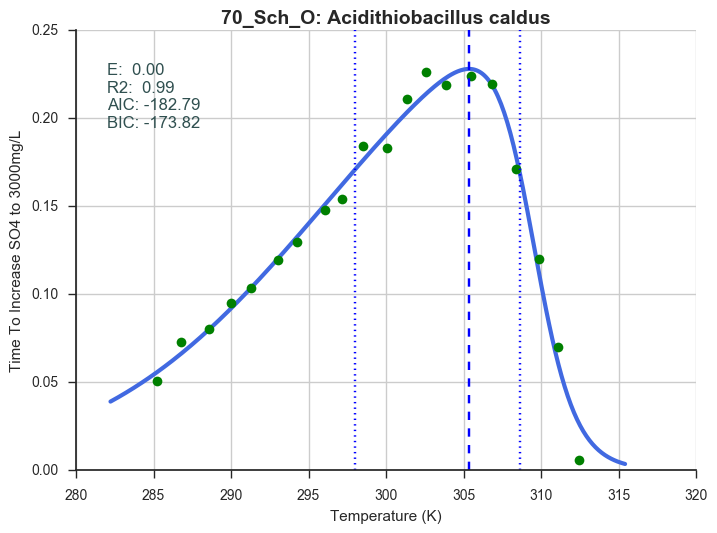 70_Sch_O: Acidithiobacillus caldus
E:  0.00
R2:  0.99
AIC: -182.79
BIC: -173.82
Time To Increase SO4 to 3000mg/L
0.25
0.20
0.15
0.10
0.05
0.00
280 285 290 295 300 305 310 315 320
Temperature (K)